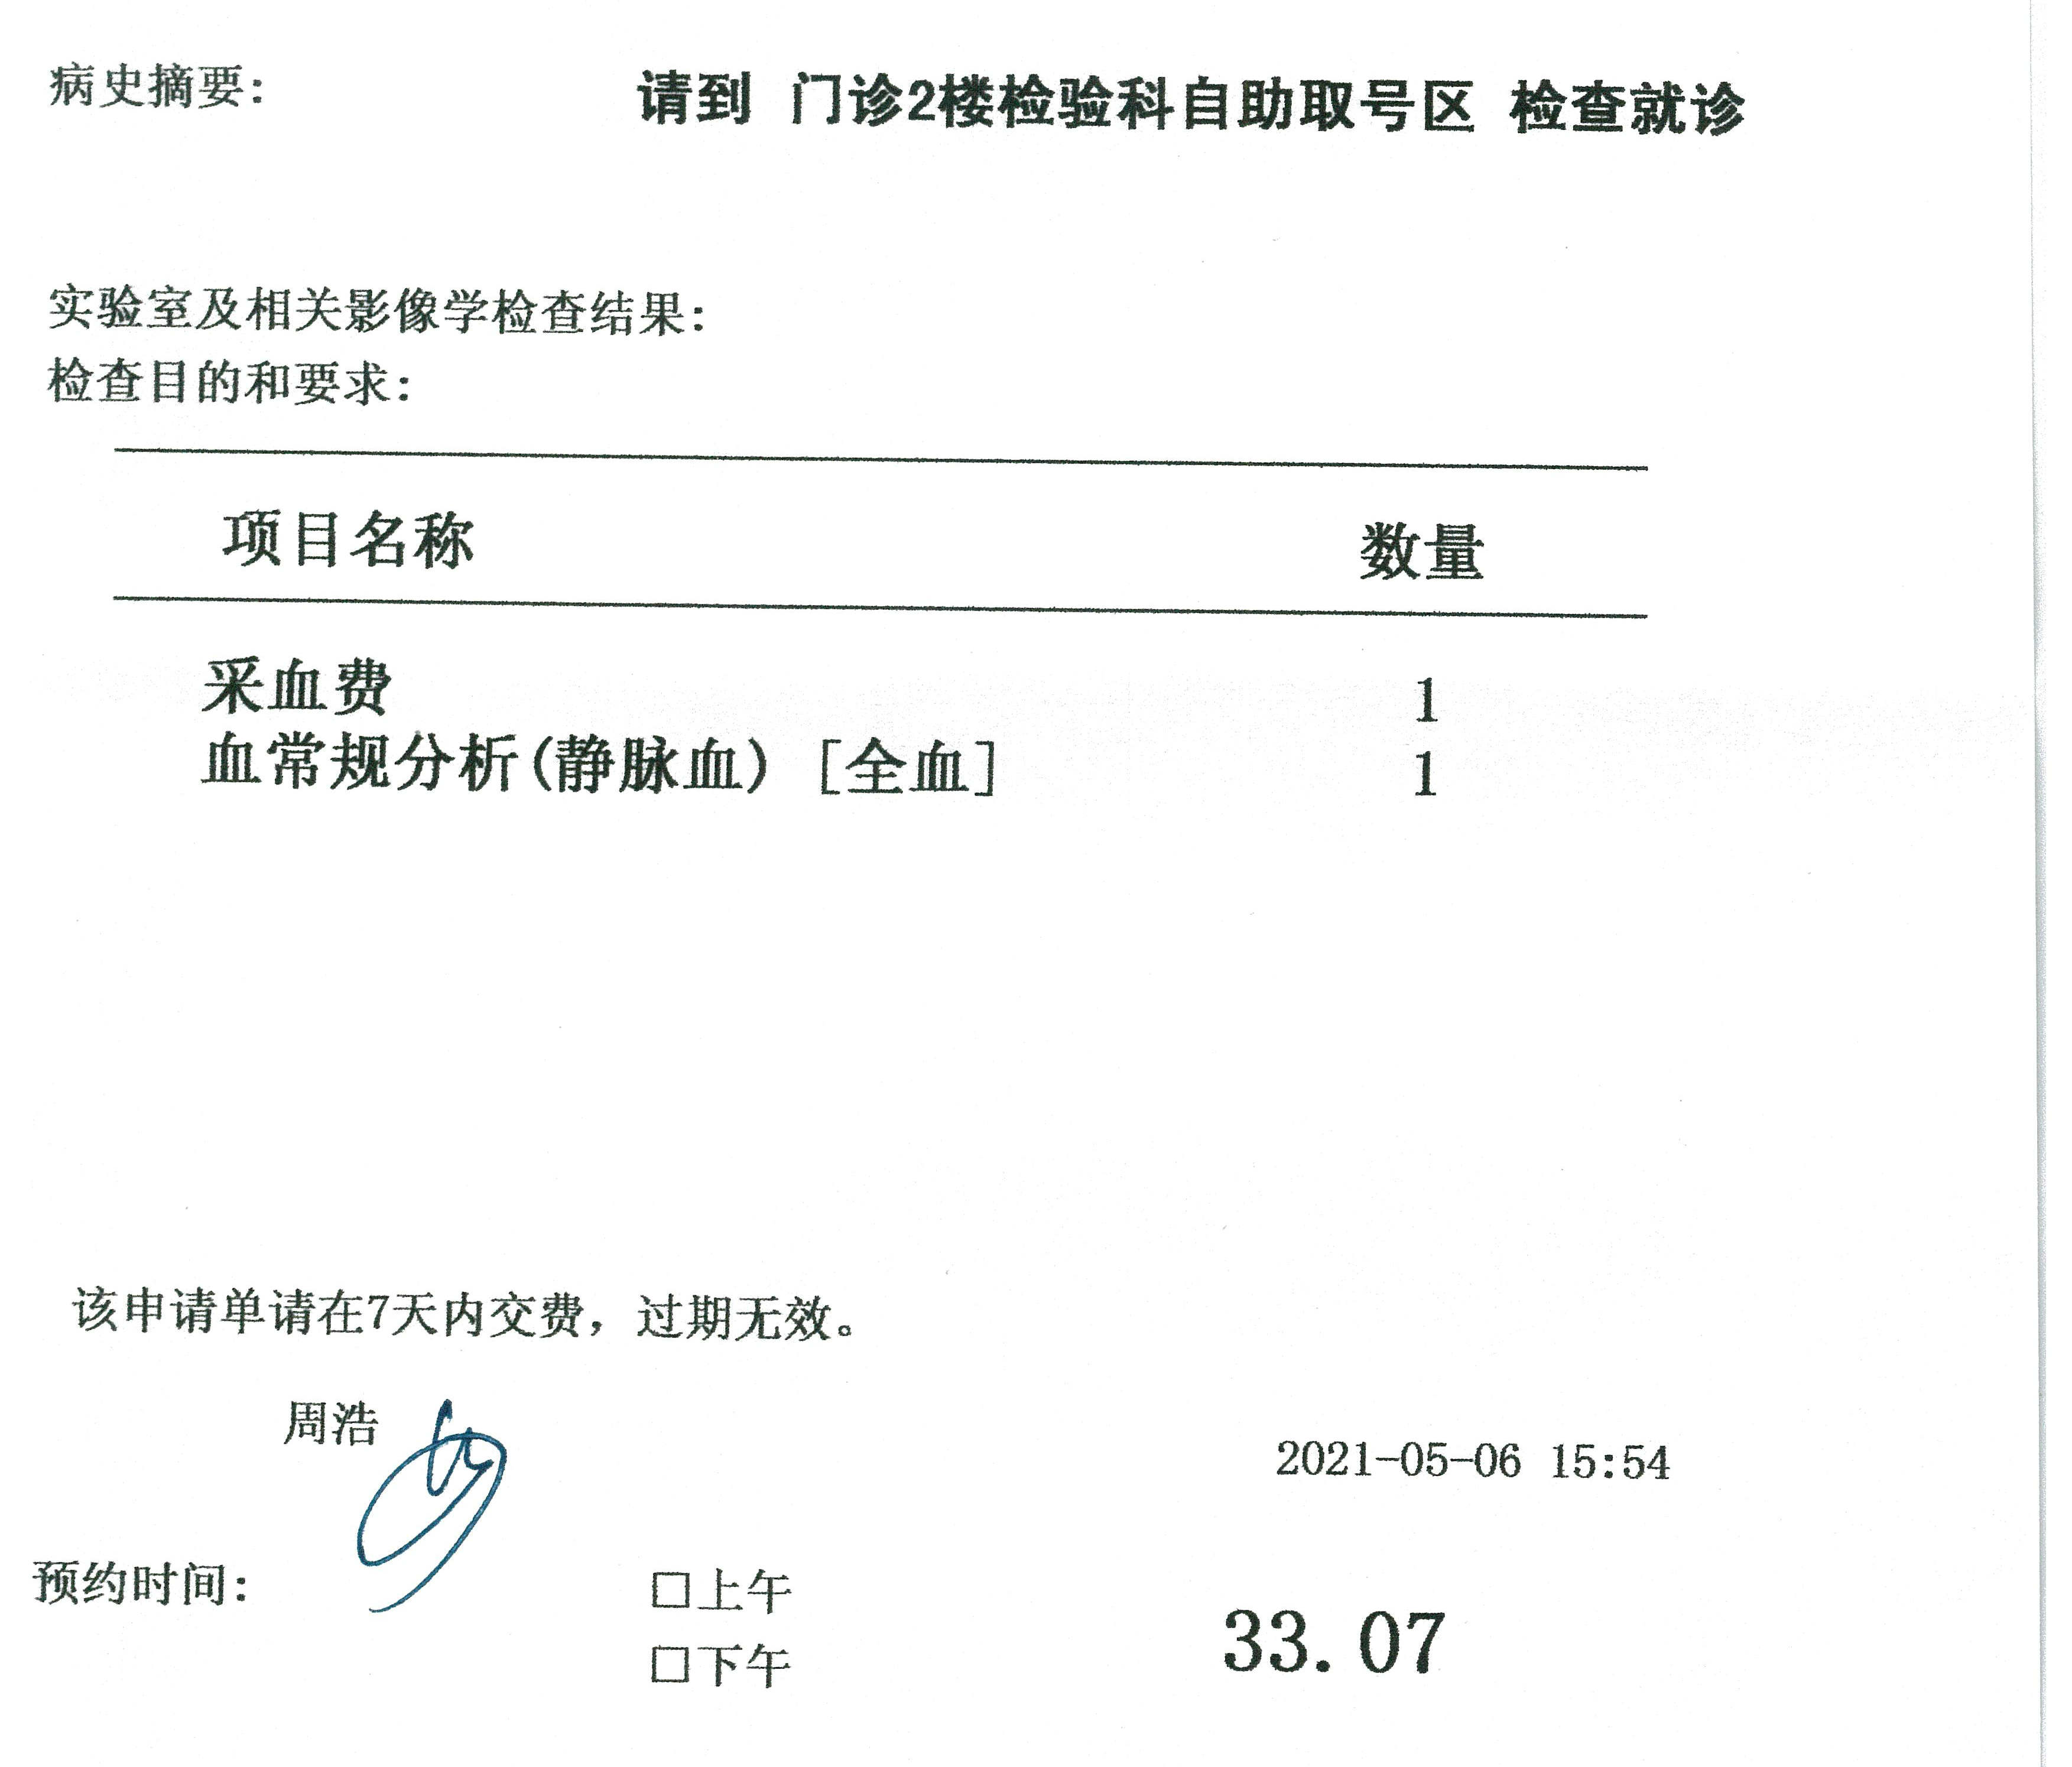 病史摘要:
请到 门诊2楼检验科自助取号区 检查就诊
实验室及相关影像学检查结果:
检查目的和要求:
项目名称 数量
采血费 1
血常规分析(静脉血) [全血] 1
该申请单请在7天内交费，过期无效。
周浩
2021-05-06 15:54
预约时间:
□上午
□下午
33.07